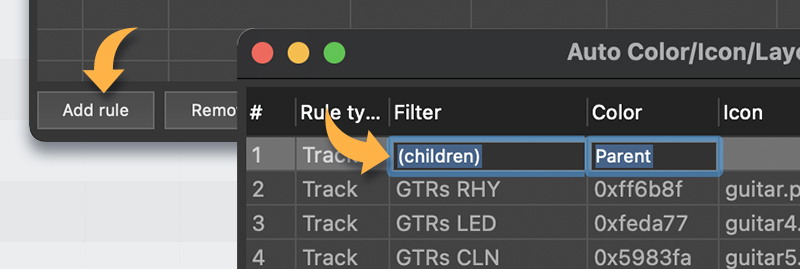 Add rule
Remo
Auto Color/Icon/Layo
# Rule ty... Filter Color Icon
1 Track (children) Parent
2 Track GTRs RHY 0xff6b8f guitar.p
3 Track GTRs LED 0xfeda77 guitar4.
4 Track GTRs CLN 0x5983fa guitar5.